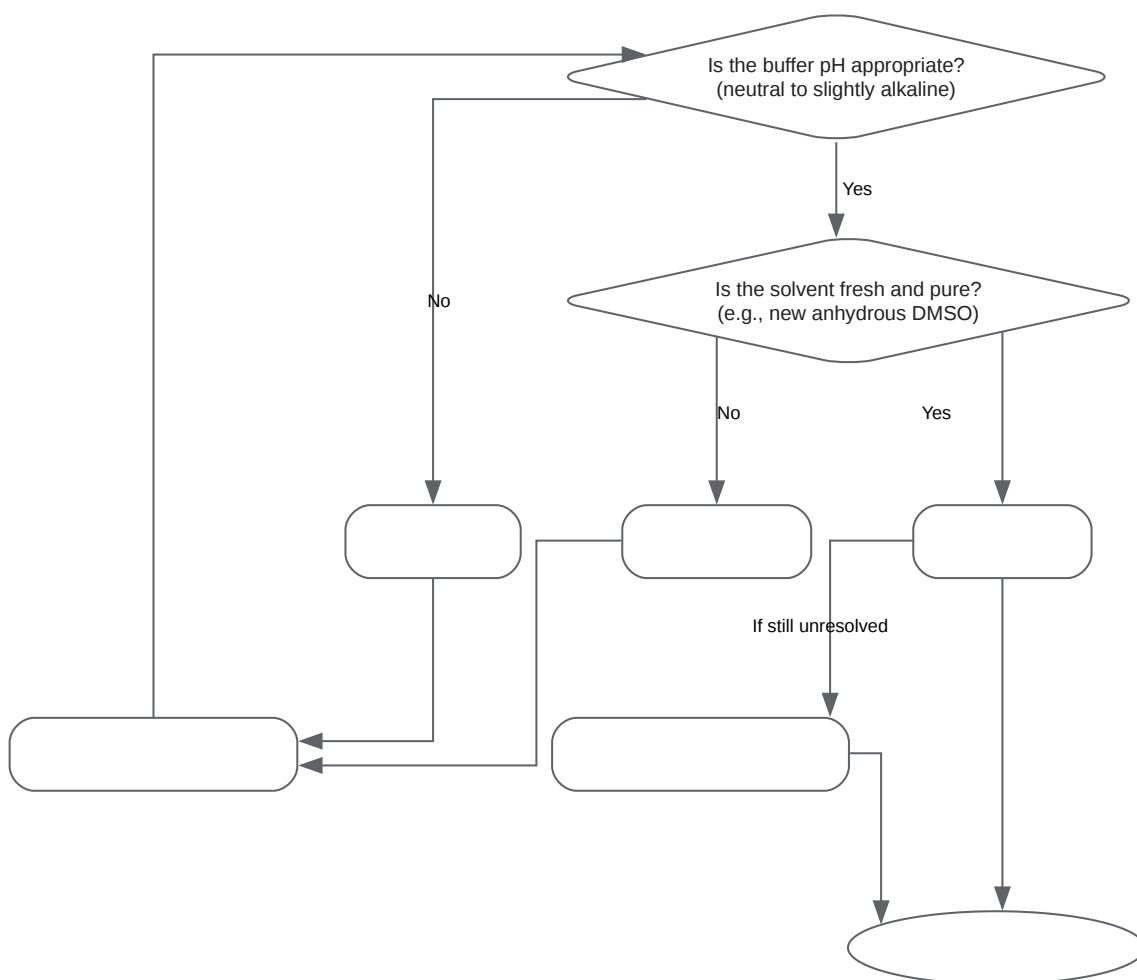 Is the buffer pH appropriate?
(neutral to slightly alkaline)
Yes
Is the solvent fresh and pure?
(e.g., new anhydrous DMSO)
No
No
Yes
If still unresolved